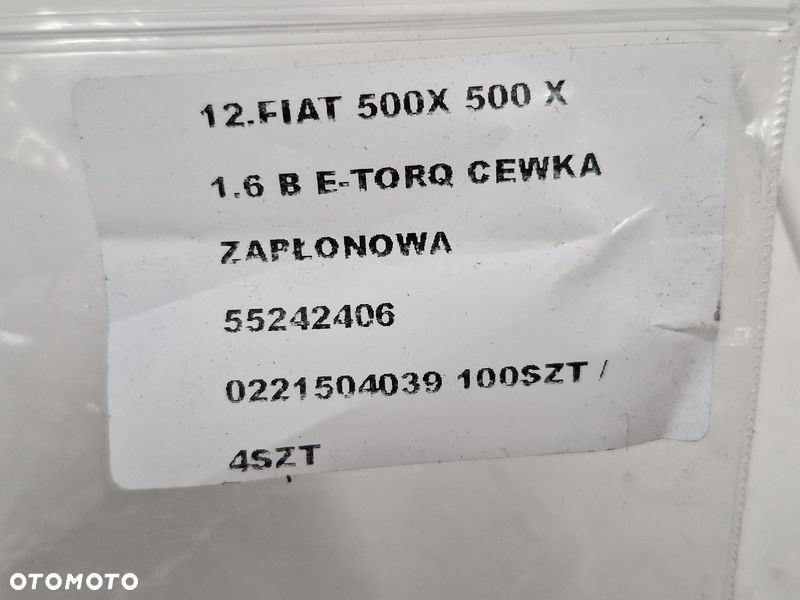 12.FIAT 500X 500 X
1.6 B E-TORQ CEWKA
ZAPŁONOWA
55242406
0221504039 100SZT /
4SZT
OTOMOTO